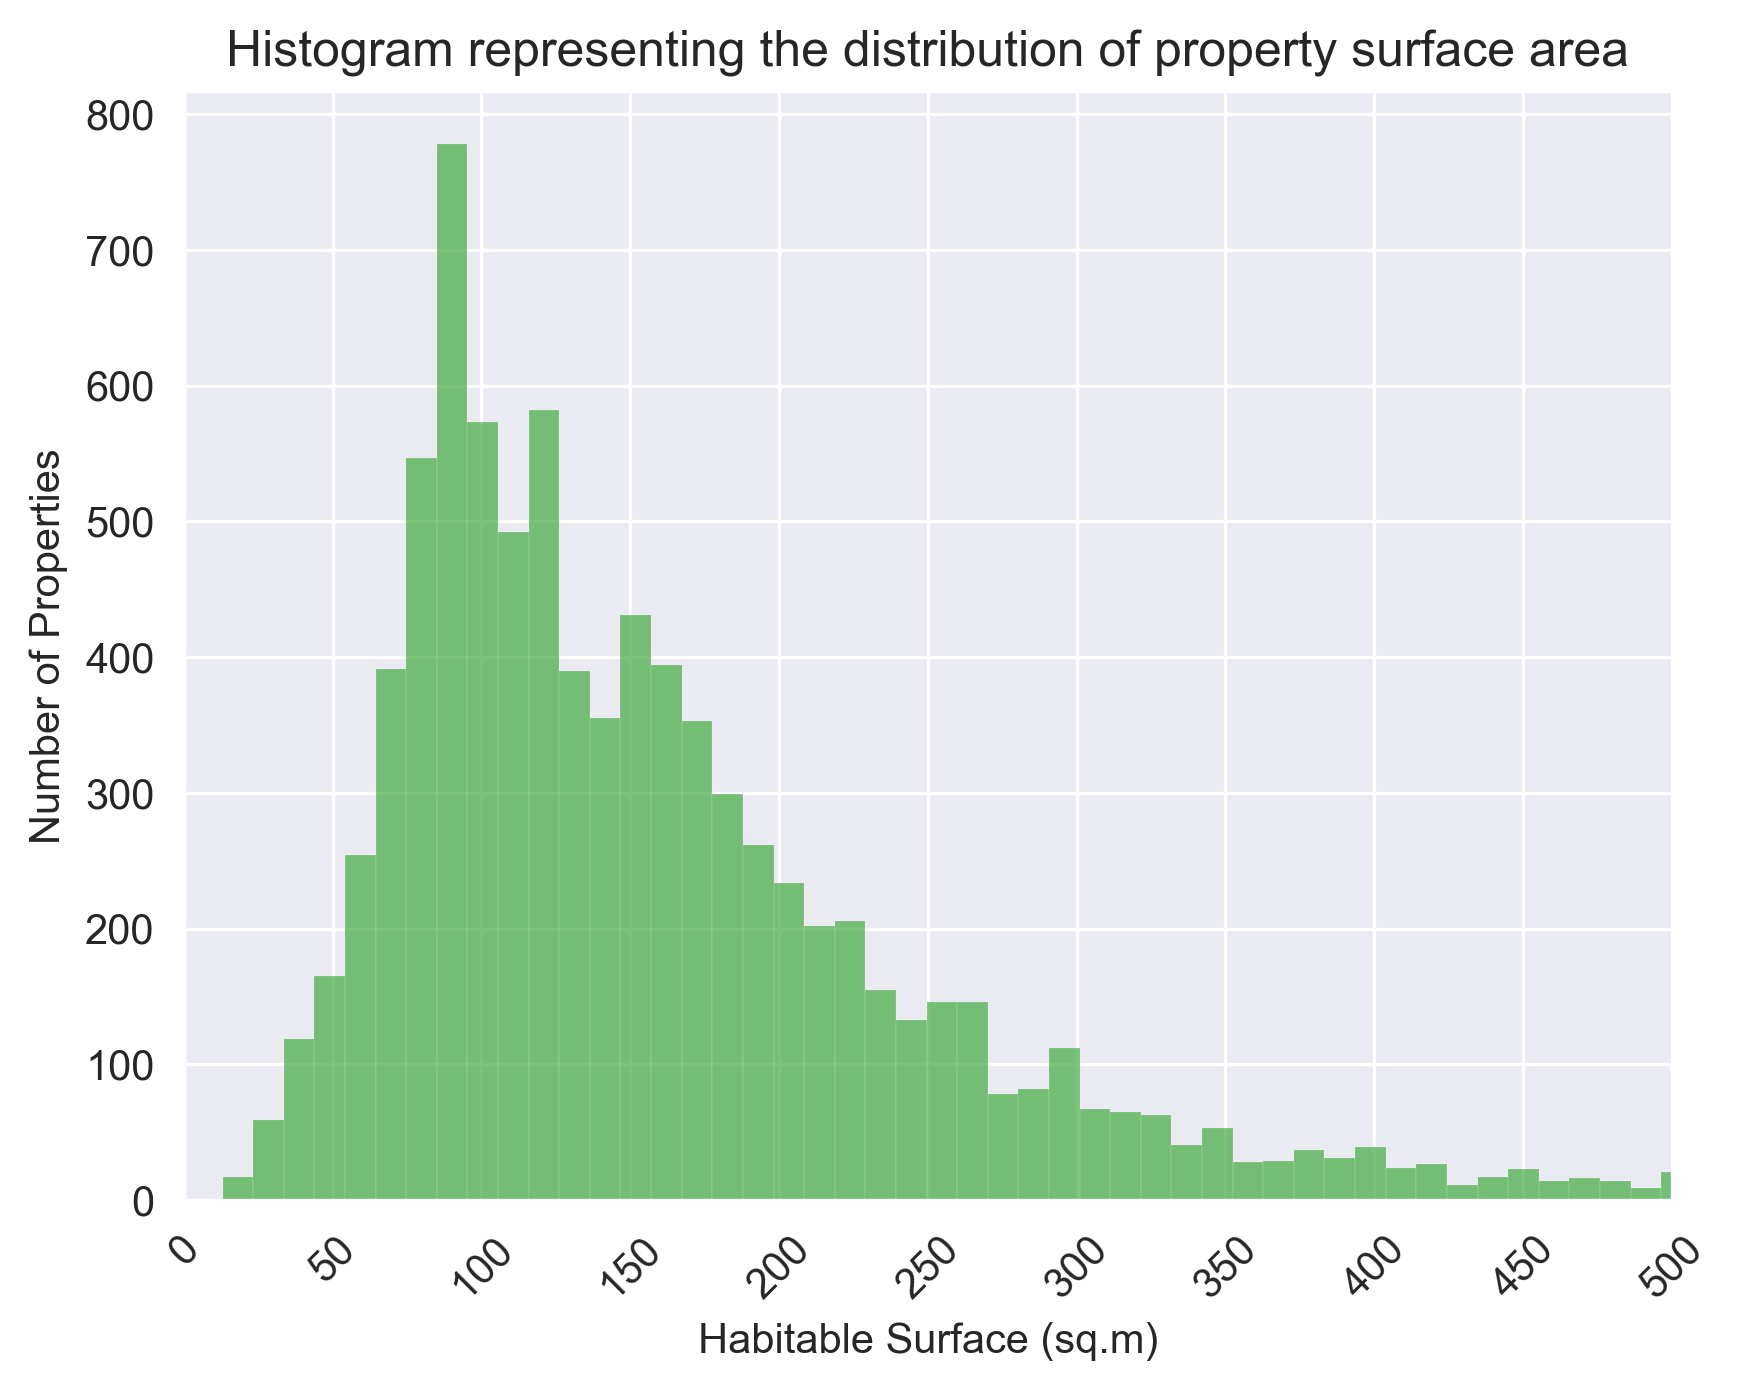 Histogram representing the distribution of property surface area
800
700
600
500
400
300
200
100
0
Number of Properties
0 50 100 150 200 250 300 350 400 450 500
Habitable Surface (sq.m)